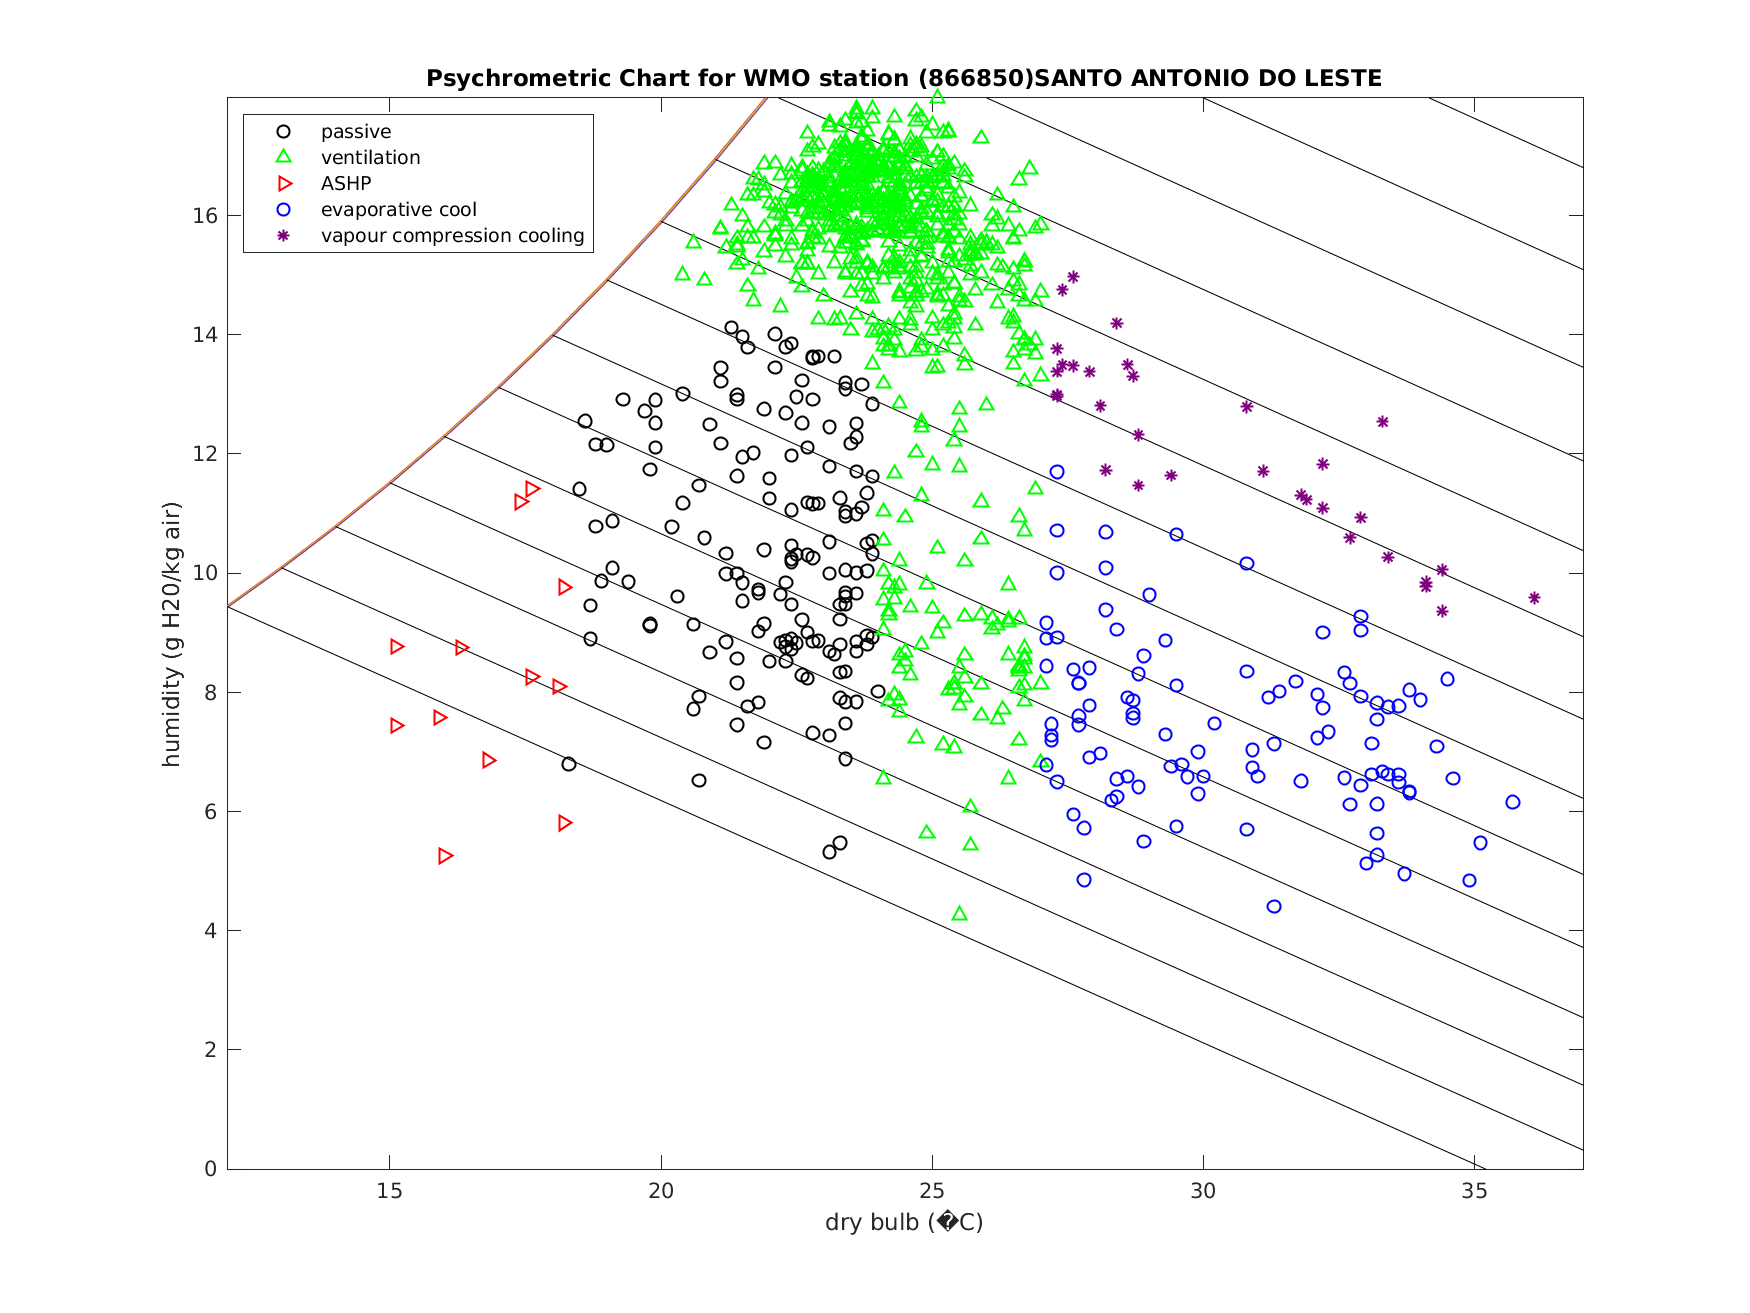 Psychrometric Chart for WMO station (866850)SANTO ANTONIO DO LESTE
passive
ventilation
ASHP
evaporative cool
vapour compression cooling
humidity (g H20/kg air)
16
14
12
10
8
6
4
2
0
15
20
25
30
35
dry bulb (�C)